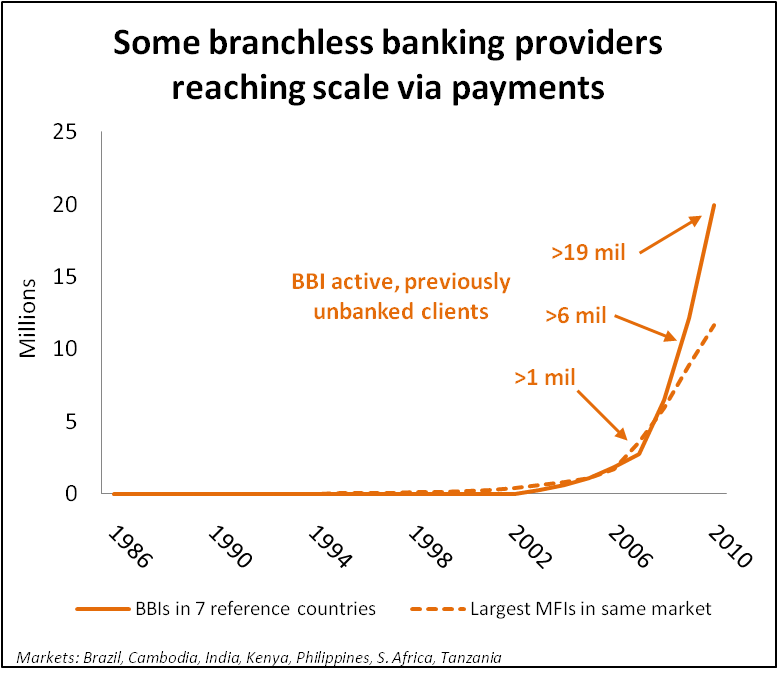 Some branchless banking providers
reaching scale via payments
25
20
15
10
5
0
Millions
BBI active, previously
unbanked clients
>19 mil
>6 mil
>1 mil
1986
1990
1994
1998
2002
2006
2010
BBIs in 7 reference countries
Largest MFIs in same market
Markets: Brazil, Cambodia, India, Kenya, Philippines, S. Africa, Tanzania